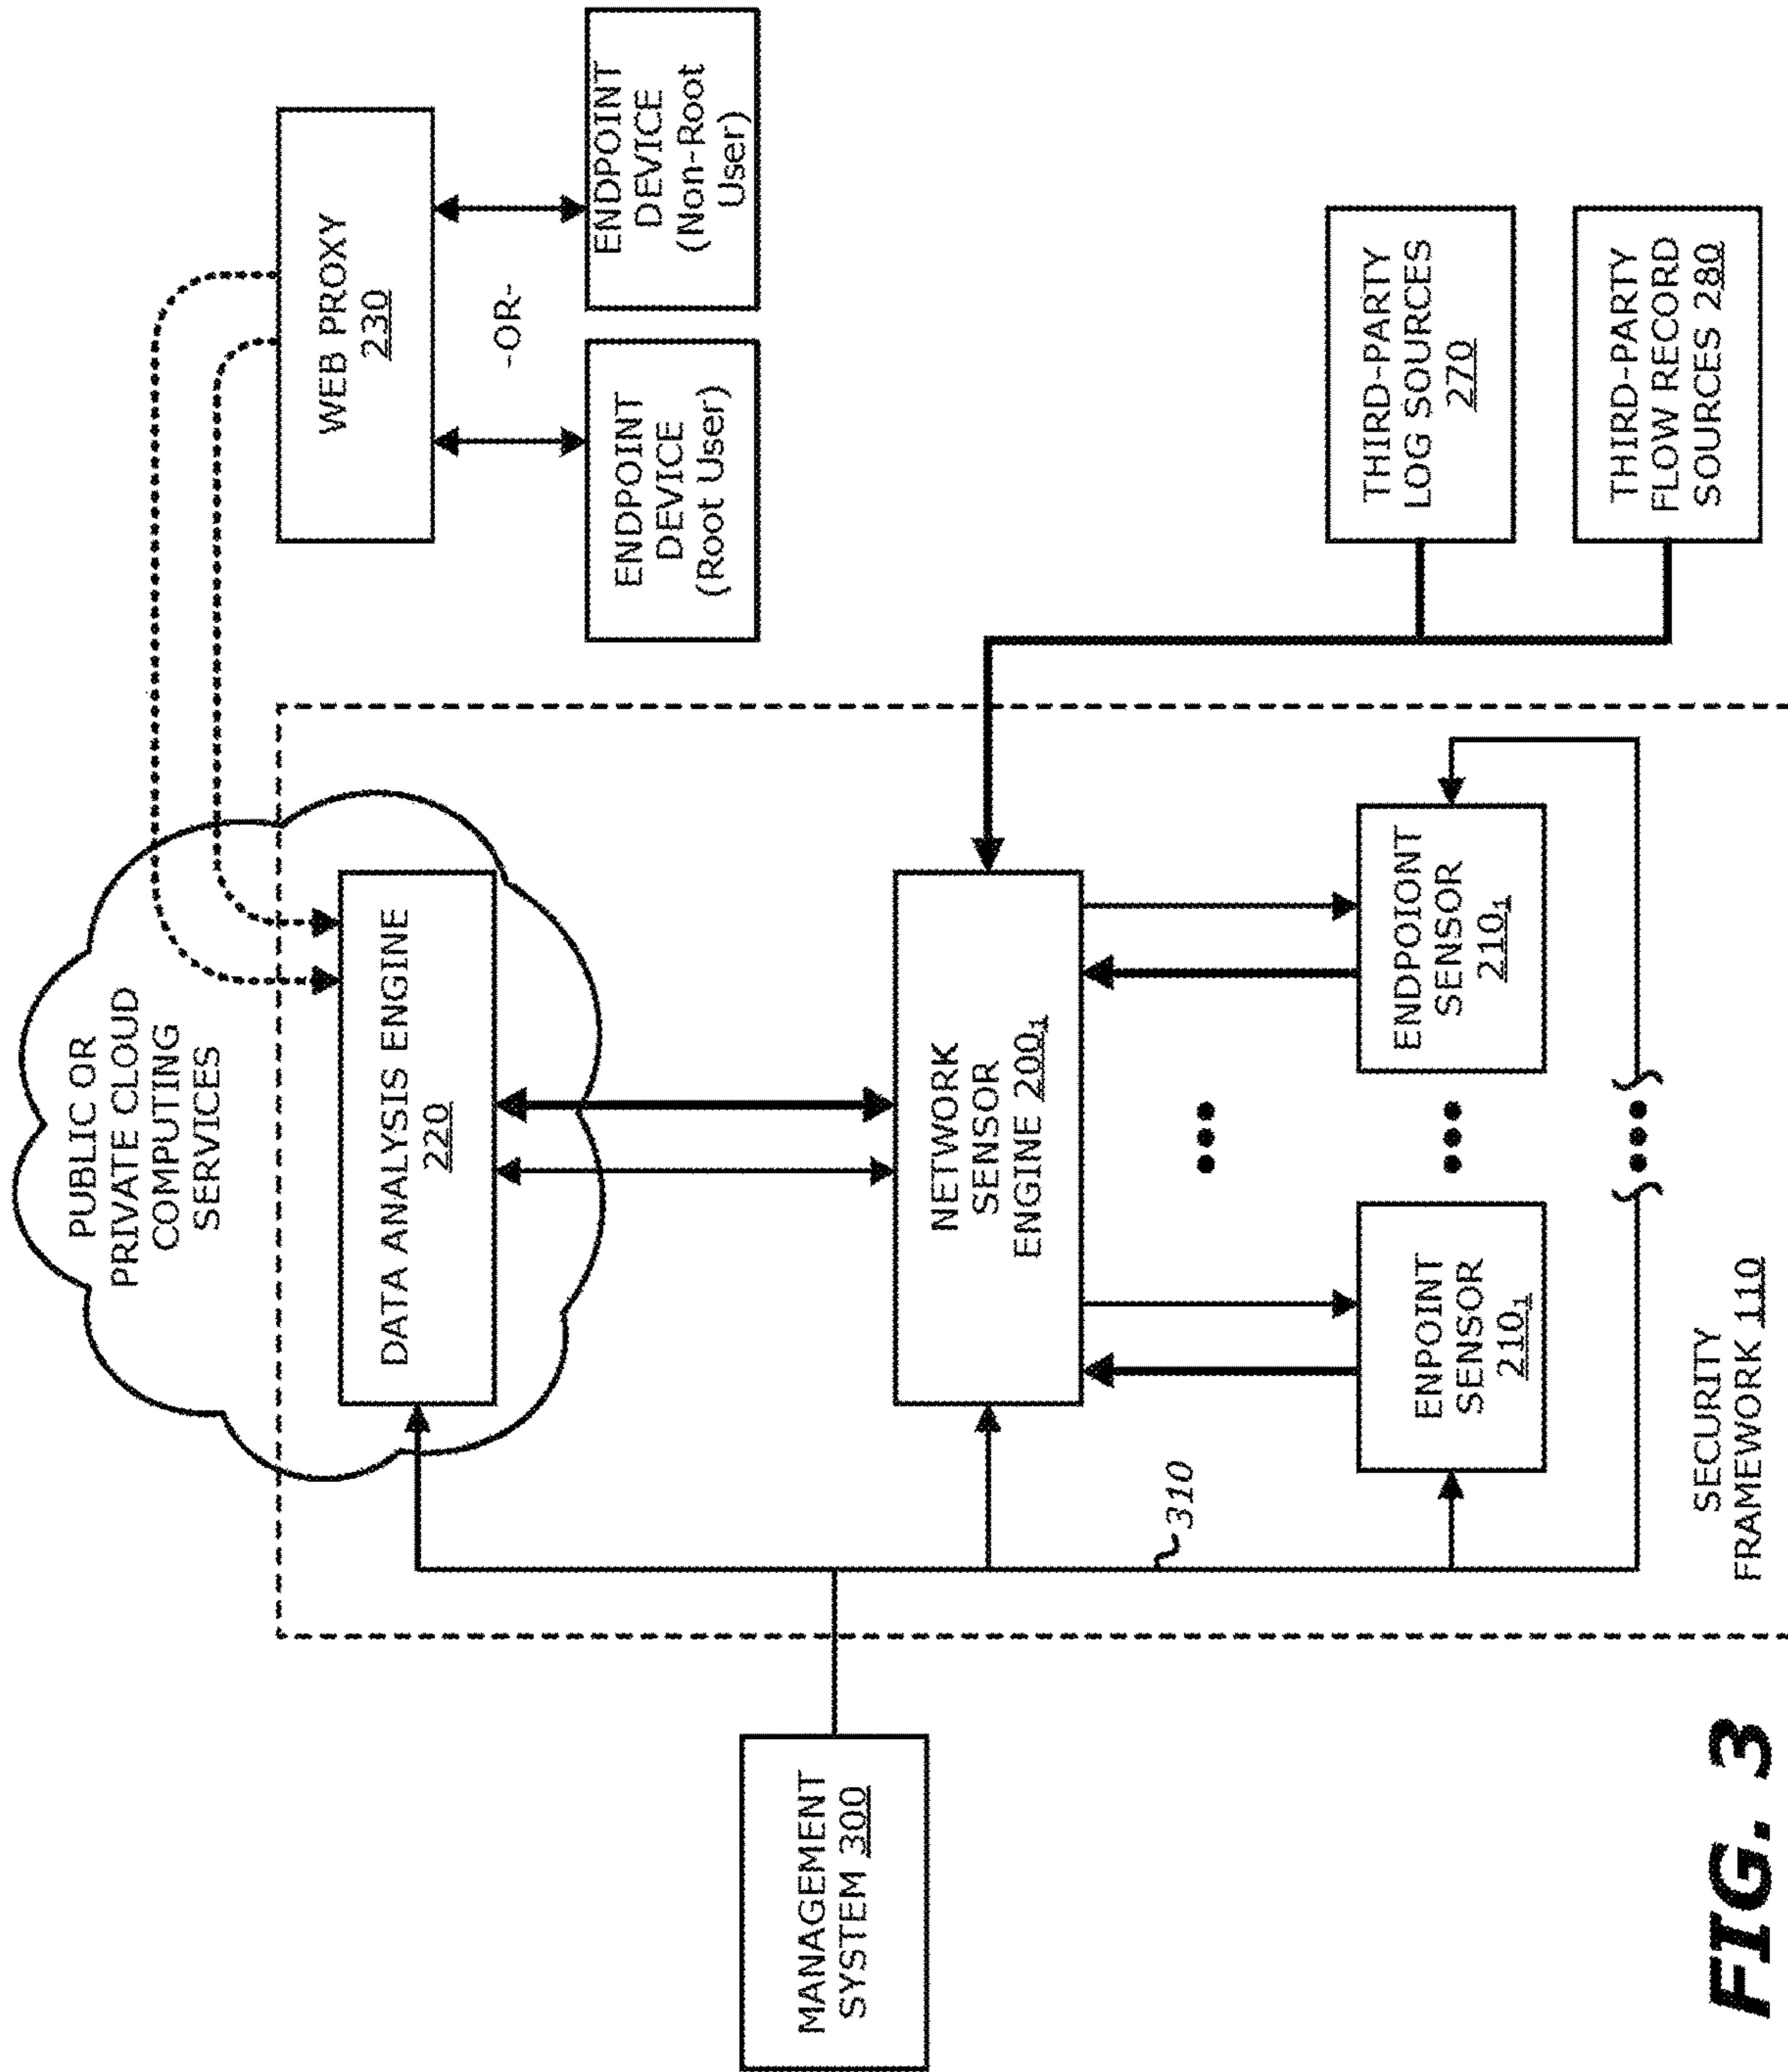 PUBLIC OR
PRIVATE CLOUD
COMPUTING
SERVICES
DATA ANALYSIS ENGINE
220
WEB PROXY
230
-OR-
ENDPOINT
DEVICE
(Root User)
ENDPOINT
DEVICE
(Non-Root
User)
MANAGEMENT
SYSTEM 300
NETWORK
SENSOR
ENGINE 200₁
310
ENPOINT
SENSOR
210₁
ENDPOIONT
SENSOR
210₁
THIRD-PARTY
LOG SOURCES
270
THIRD-PARTY
FLOW RECORD
SOURCES 280
SECURITY
FRAMEWORK 110
FIG. 3